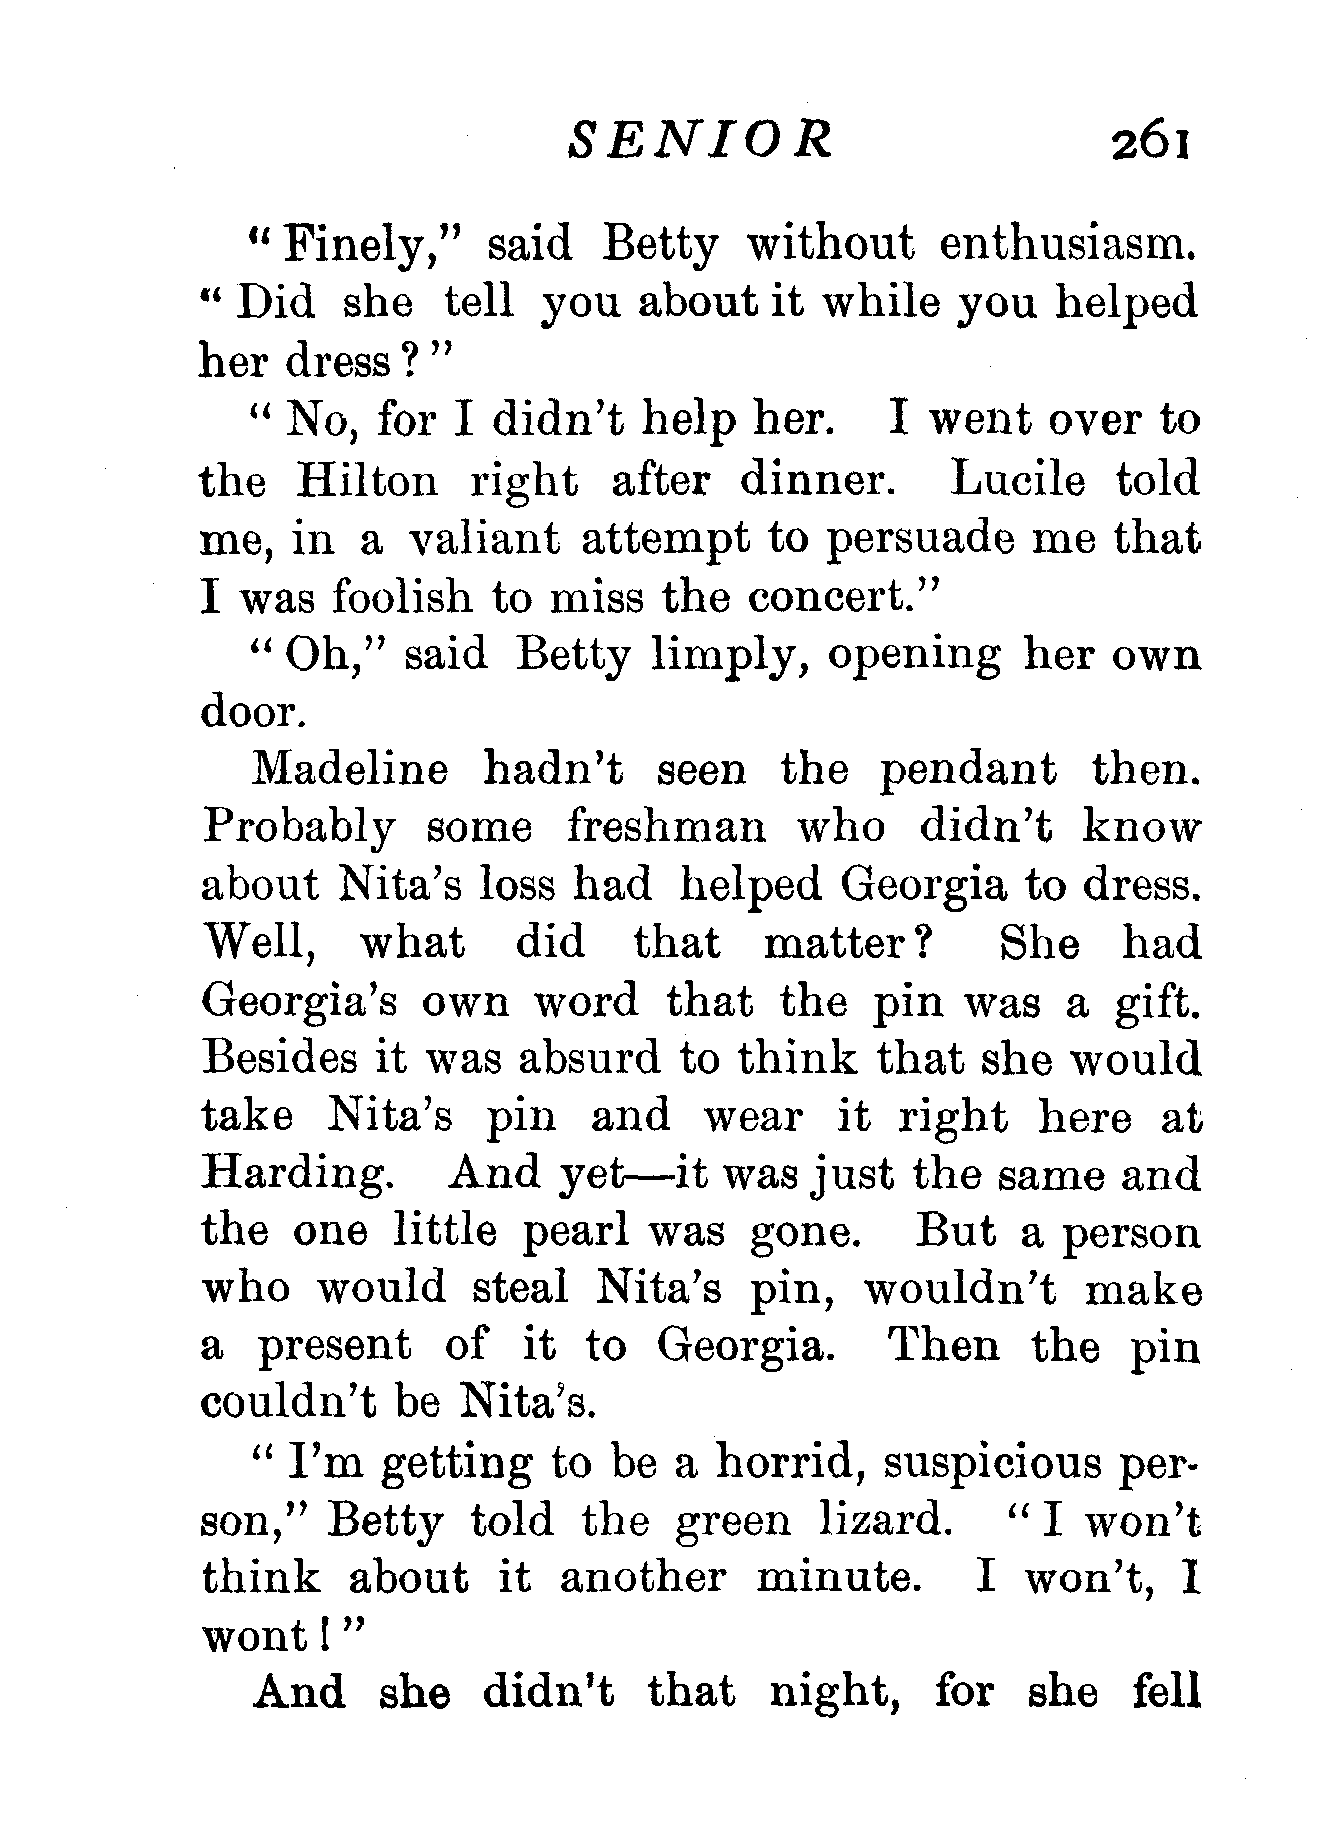 SENIOR 261
“ Finely,” said Betty without enthusiasm.
“ Did she tell you about it while you helped
her dress ? ”
“ No, for I didn’t help her. I went over to
the Hilton right after dinner. Lucile told
me, in a valiant attempt to persuade me that
I was foolish to miss the concert.”
“ Oh,” said Betty limply, opening her own
door.
Madeline hadn’t seen the pendant then.
Probably some freshman who didn’t know
about Nita’s loss had helped Georgia to dress.
Well, what did that matter ? She had
Georgia’s own word that the pin was a gift.
Besides it was absurd to think that she would
take Nita’s pin and wear it right here at
Harding. And yet—it was just the same and
the one little pearl was gone. But a person
who would steal Nita’s pin, wouldn’t make
a present of it to Georgia. Then the pin
couldn’t be Nita’s.
“ I’m getting to be a horrid, suspicious per-
son,” Betty told the green lizard. “ I won’t
think about it another minute. I won’t, I
wont ! ”
And she didn’t that night, for she fell